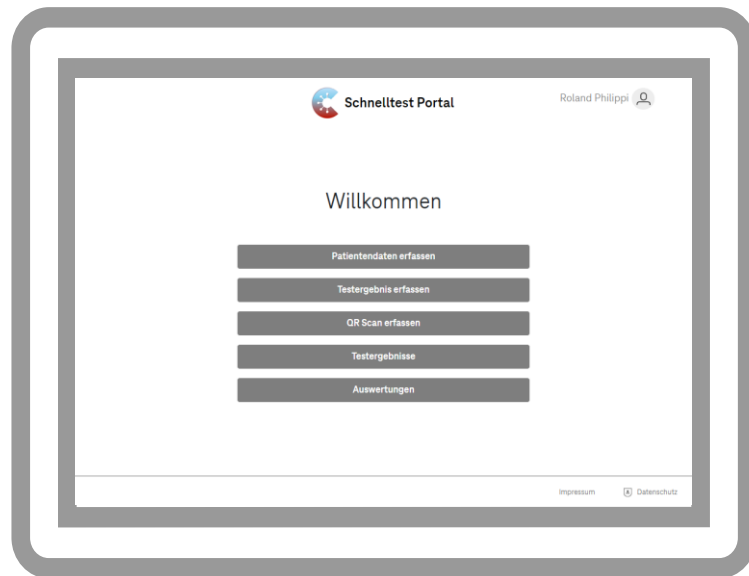 Schnelltest Portal
Roland Philippi
Willkommen
Patientendaten erfassen
Testergebnis erfassen
QR Scan erfassen
Testergebnisse
Auswertungen
Impressum
Datenschutz